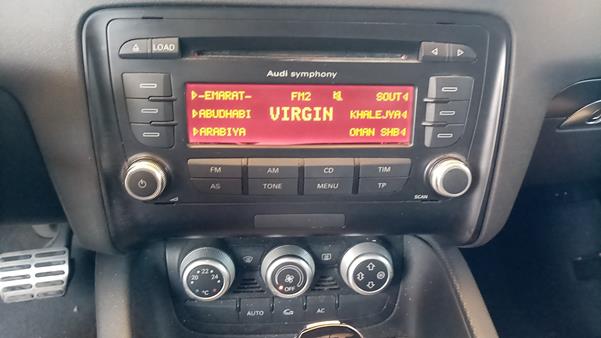 LOAD
Audi symphony
-EMARAT- FM2 SOUT
ABUDHABI VIRGIN KHALEJYA
ARABIYA OMAN SHB
FM AM CD TIM
AS TONE MENU TP
SCAN
20 22 24
°C
OFF
AUTO AC